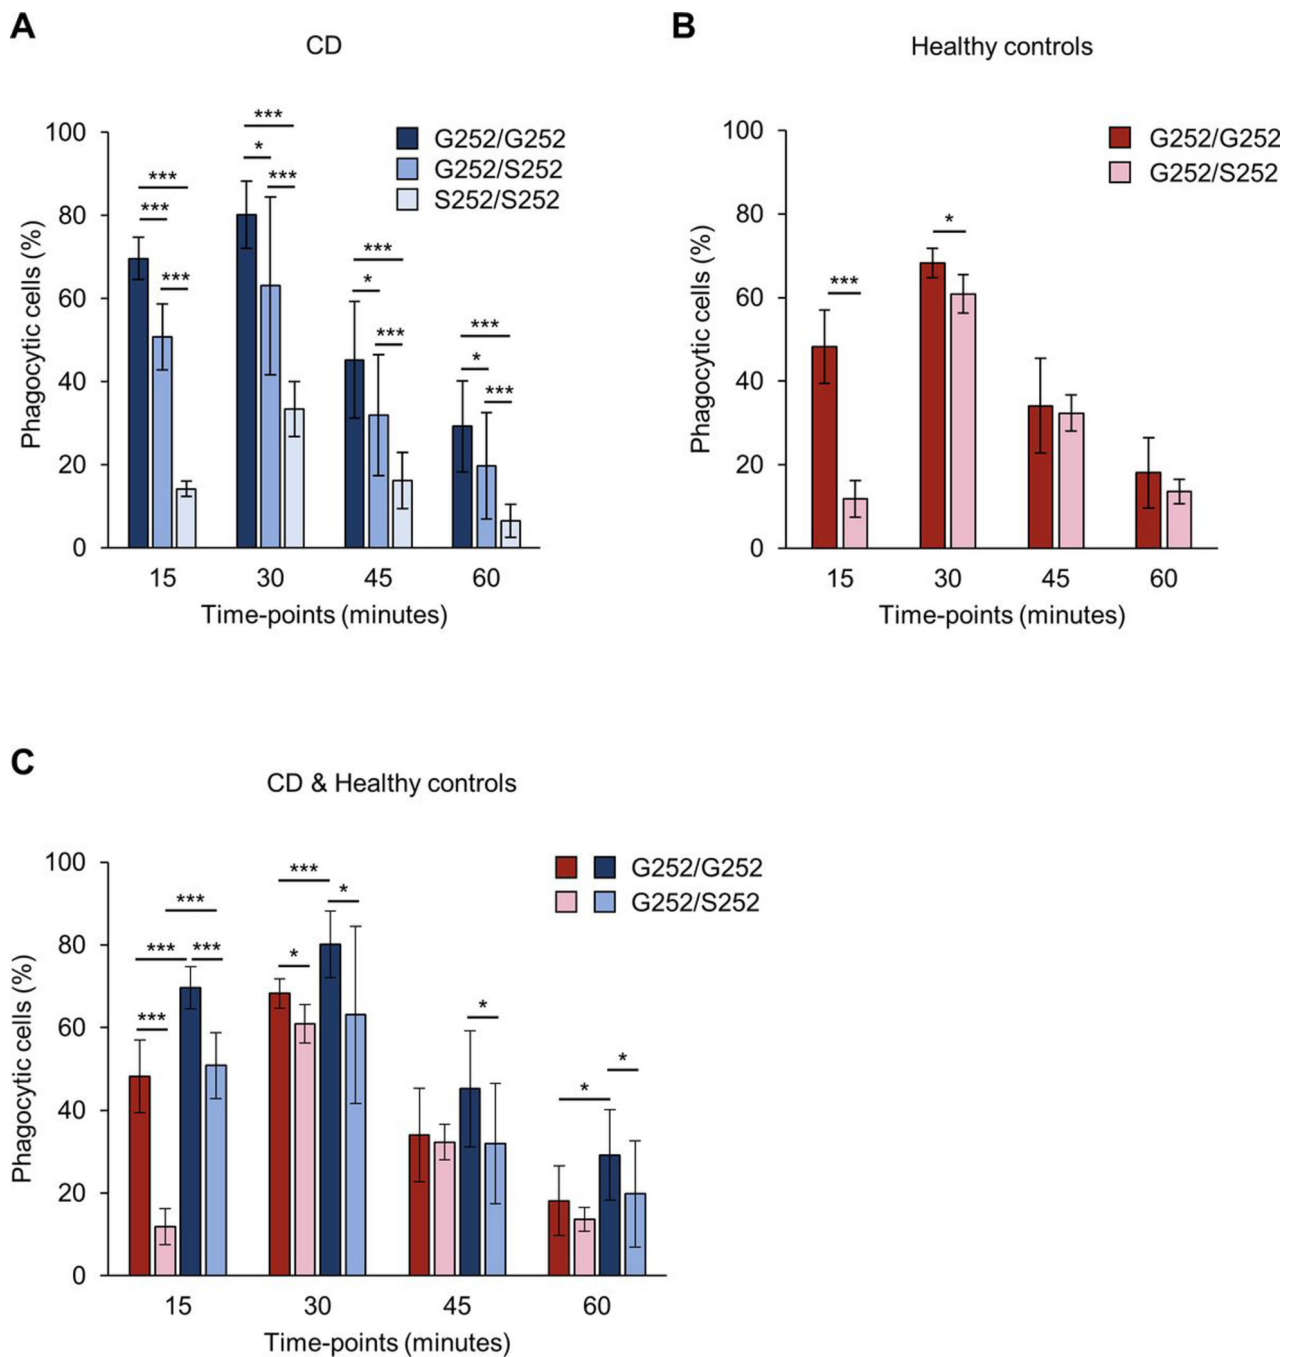 A
CD
***
***
*
***
***
***
***
***
*
***
***
*
***
G252/G252
G252/S252
S252/S252
100
80
60
40
20
0
Phagocytic cells (%)
15 30 45 60
Time-points (minutes)
B
Healthy controls
***
*
G252/G252
G252/S252
100
80
60
40
20
0
Phagocytic cells (%)
15 30 45 60
Time-points (minutes)
C
CD & Healthy controls
***
***
***
***
***
*
*
*
*
*
G252/G252
G252/S252
100
80
60
40
20
0
Phagocytic cells (%)
15 30 45 60
Time-points (minutes)